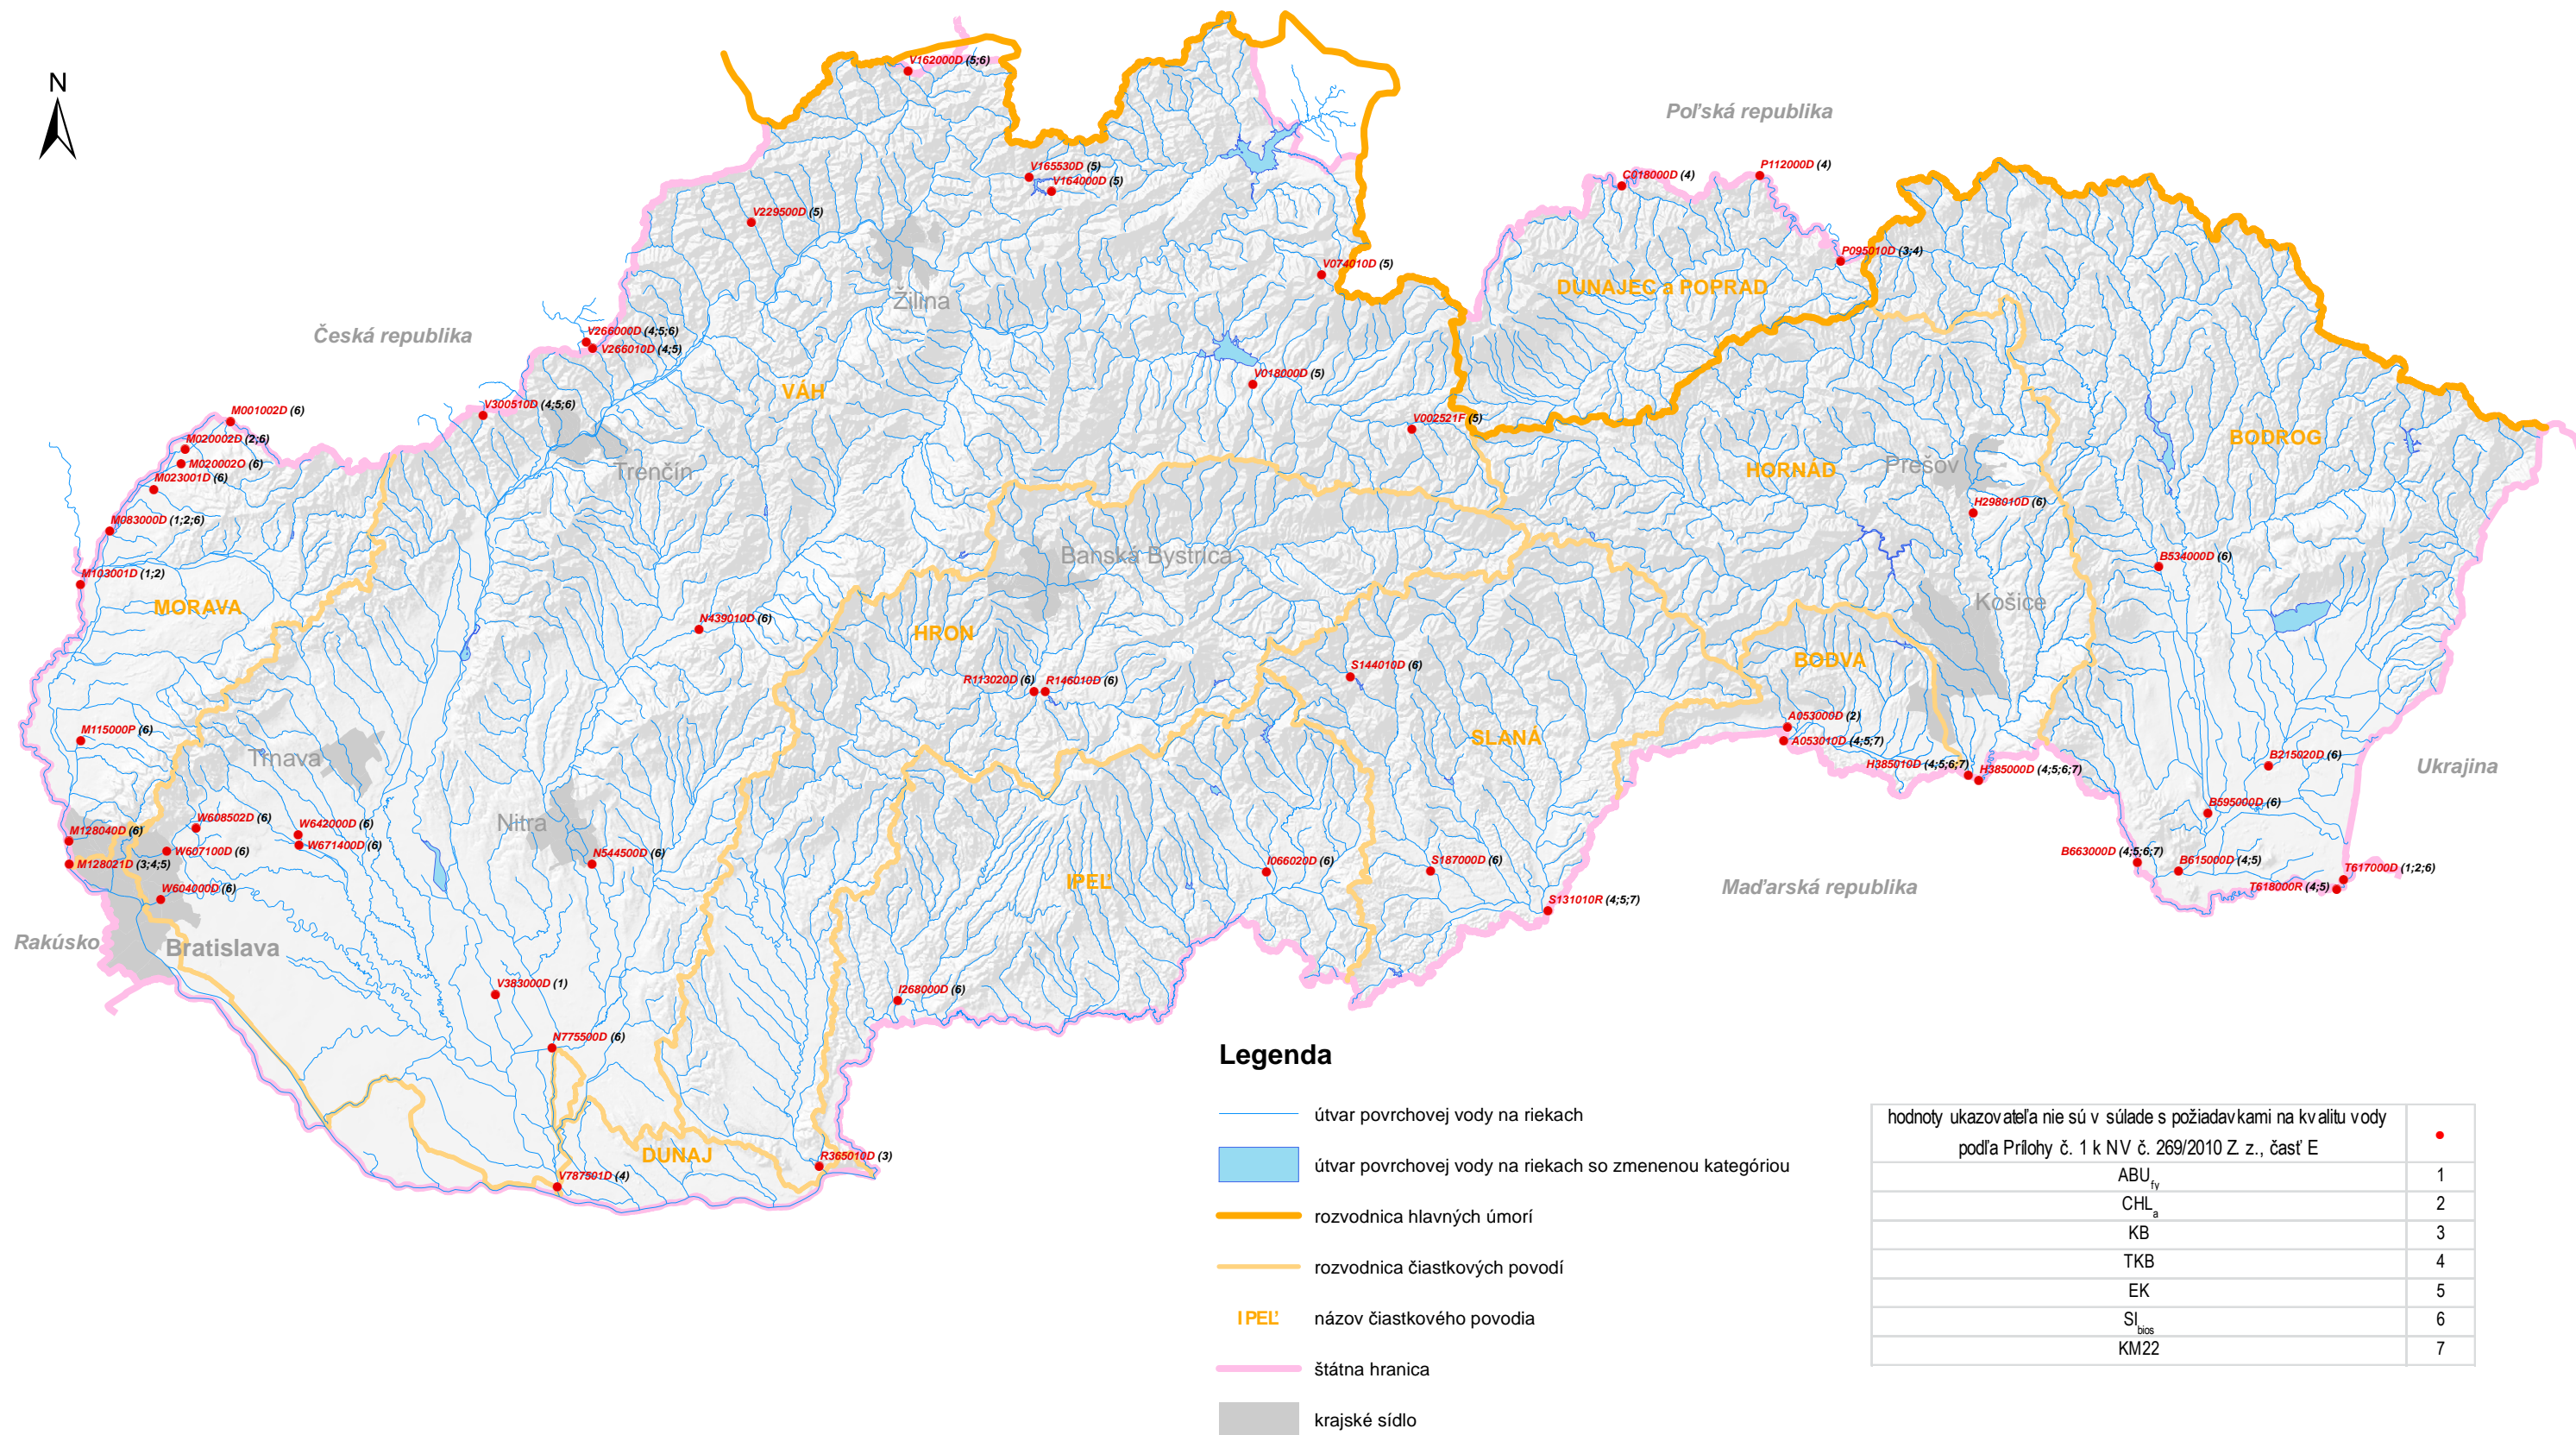 N
V162000D (5;6)
Poľská republika
V165530D (5)
V164000D (5)
C018000D (4)
P112000D (4)
V229500D (5)
P095010D (3;4)
V074010D (5)
DUNAJEC a POPRAD
Žilina
Česká republika
V266000D (4;5;6)
V266010D (4;5)
V018000D (5)
VÁH
V300510D (4;5;6)
M001002D (6)
V002521F (5)
BODROG
M020002D (2;6)
M020002O (6)
Trenčín
HORNÁD
Prešov
M023001D (6)
H298010D (6)
M083000D (1;2;6)
Banská Bystrica
B534000D (6)
M103001D (1;2)
MORAVA
Košice
N439010D (6)
HRON
S144010D (6)
BODVA
R113020D (6)
R146010D (6)
A053000D (2)
M115000P (6)
SLANÁ
A053010D (4;5;7)
Trnava
H385010D (4;5;6;7)
H385000D (4;5;6;7)
B215020D (6)
Ukrajina
B595000D (6)
W608502D (6)
W642000D (6)
Nitra
M128040D (6)
W607100D (6)
W671400D (6)
N544500D (6)
M128021D (3;4;5)
I066020D (6)
S187000D (6)
B663000D (4;5;6;7)
B615000D (4;5)
T617000D (1;2;6)
IPEĽ
T618000R (4;5)
Maďarská republika
W604000D (6)
S131010R (4;5;7)
Rakúsko
Bratislava
V383000D (1)
I268000D (6)
N775500D (6)
DUNAJ
R365010D (3)
V787501D (4)
Legenda
útvar povrchovej vody na riekach
útvar povrchovej vody na riekach so zmenenou kategóriou
rozvodnica hlavných úmorí
rozvodnica čiastkových povodí
IPEĽ názov čiastkového povodia
štátna hranica
krajské sídlo
hodnoty ukazovateľa nie sú v súlade s požiadavkami na kvalitu vody
podľa Prílohy č. 1 k NV č. 269/2010 Z. z., časť E
ABUfy 1
CHLa 2
KB 3
TKB 4
EK 5
SIbios 6
KM22 7